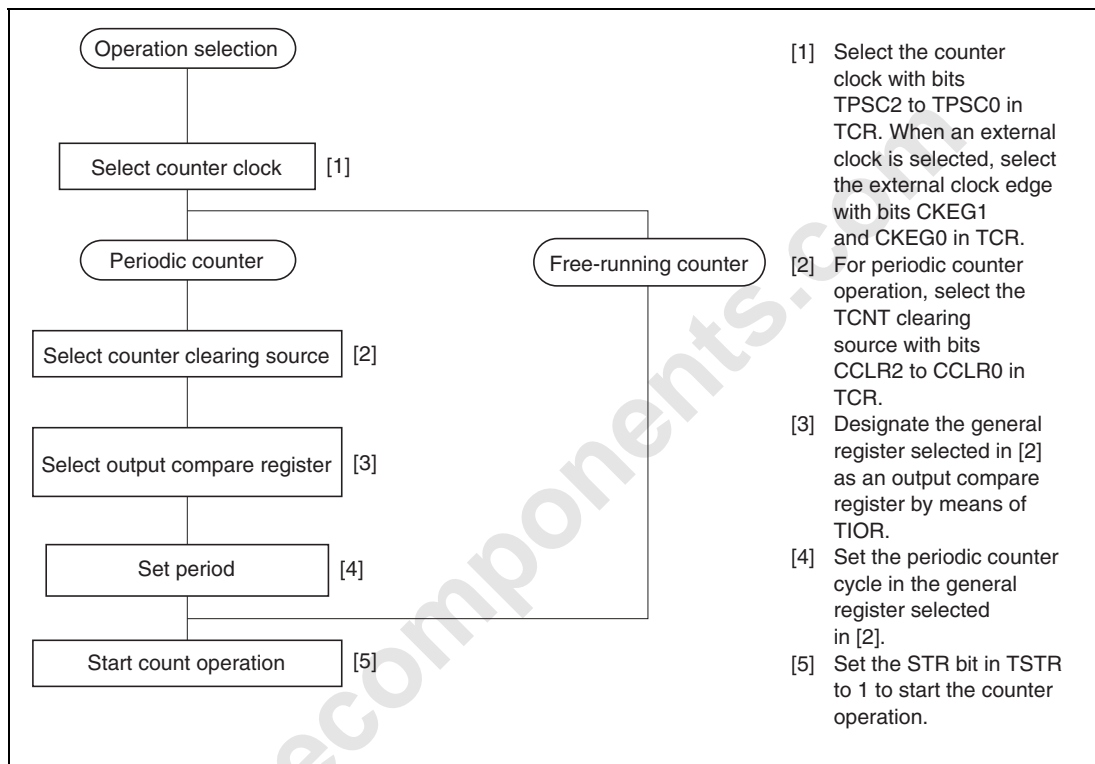 Operation selection
Select counter clock [1]
Periodic counter
Free-running counter
Select counter clearing source [2]
Select output compare register [3]
Set period [4]
Start count operation [5]
[1] Select the counter
clock with bits
TPSC2 to TPSC0 in
TCR. When an external
clock is selected, select
the external clock edge
with bits CKEG1
and CKEG0 in TCR.
[2] For periodic counter
operation, select the
TCNT clearing
source with bits
CCLR2 to CCLR0 in
TCR.
[3] Designate the general
register selected in [2]
as an output compare
register by means of
TIOR.
[4] Set the periodic counter
cycle in the general
register selected
in [2].
[5] Set the STR bit in TSTR
to 1 to start the counter
operation.
ecomponents.com